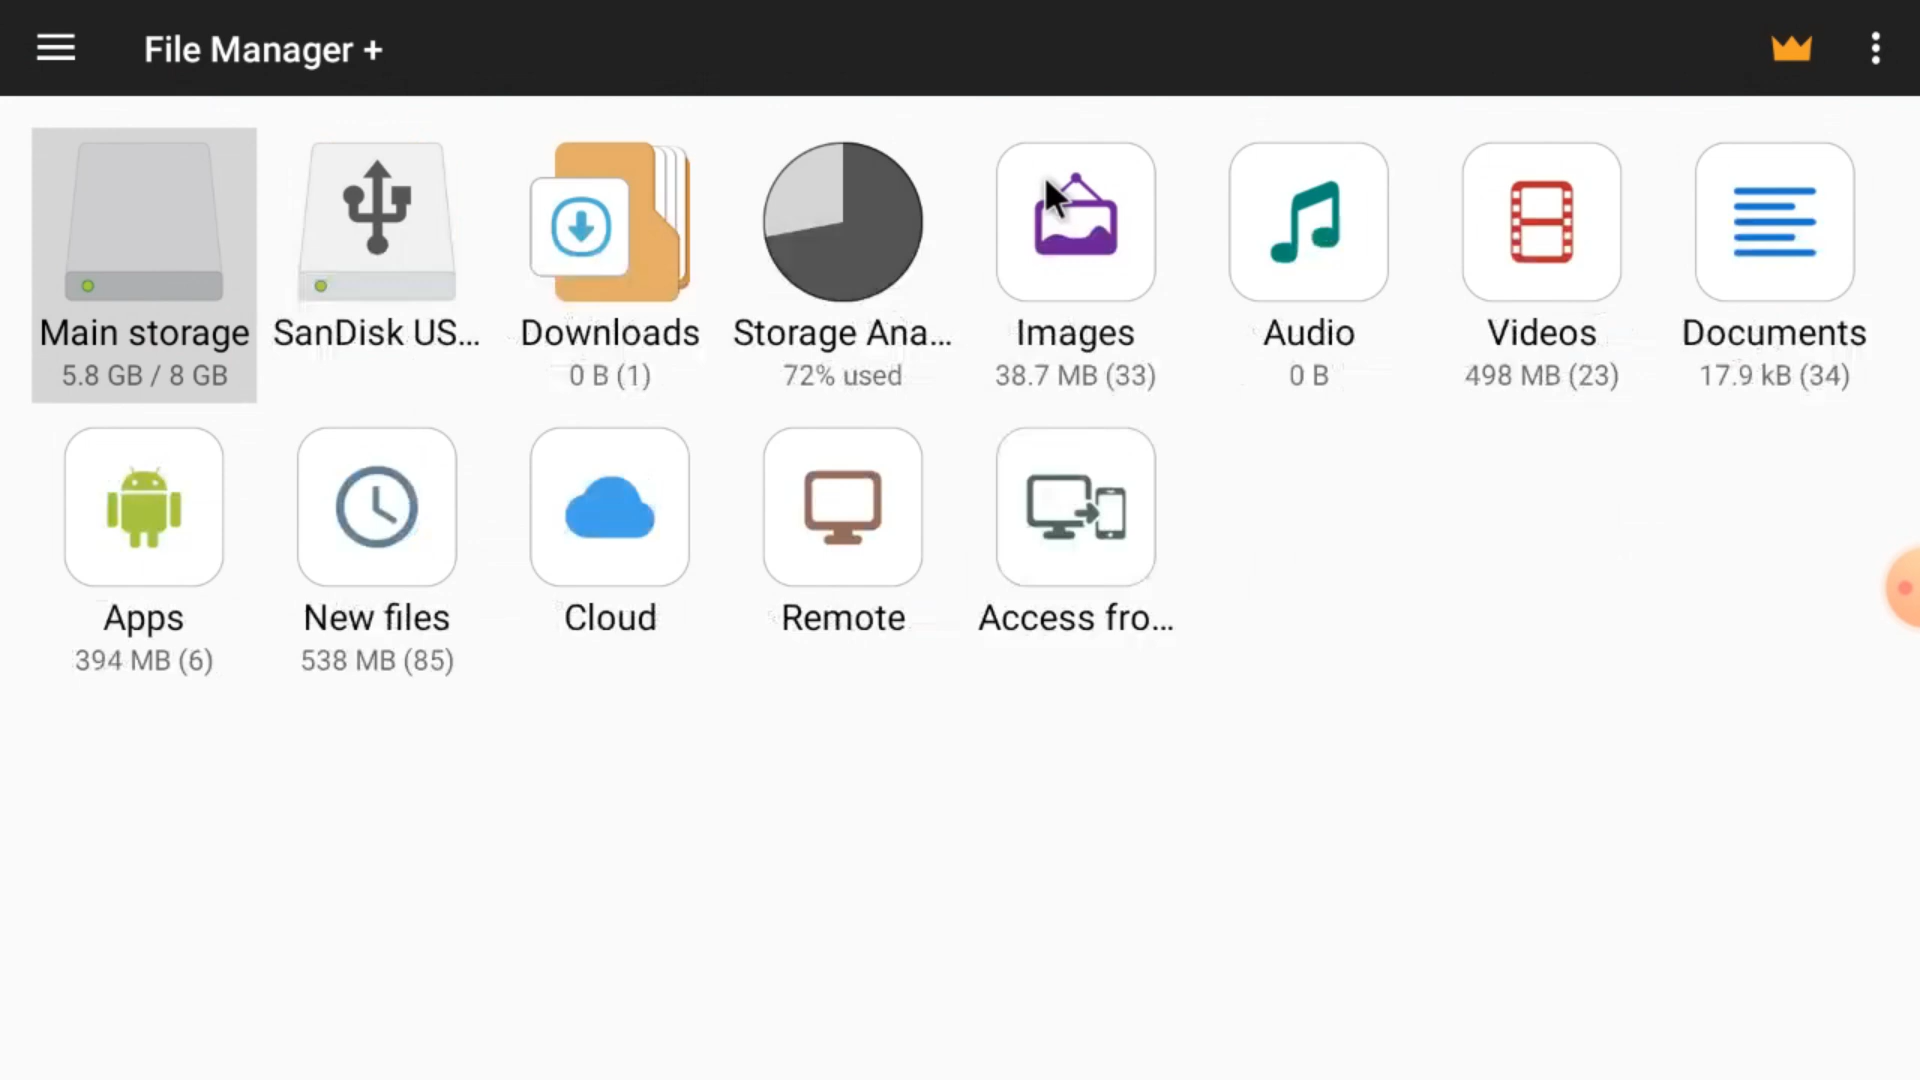 File Manager +
Main storage
5.8 GB / 8 GB
SanDisk US...
Downloads
0 B (1)
Storage Ana...
72% used
Images
38.7 MB (33)
Audio
0 B
Videos
498 MB (23)
Documents
17.9 kB (34)
Apps
394 MB (6)
New files
538 MB (85)
Cloud
Remote
Access fro...